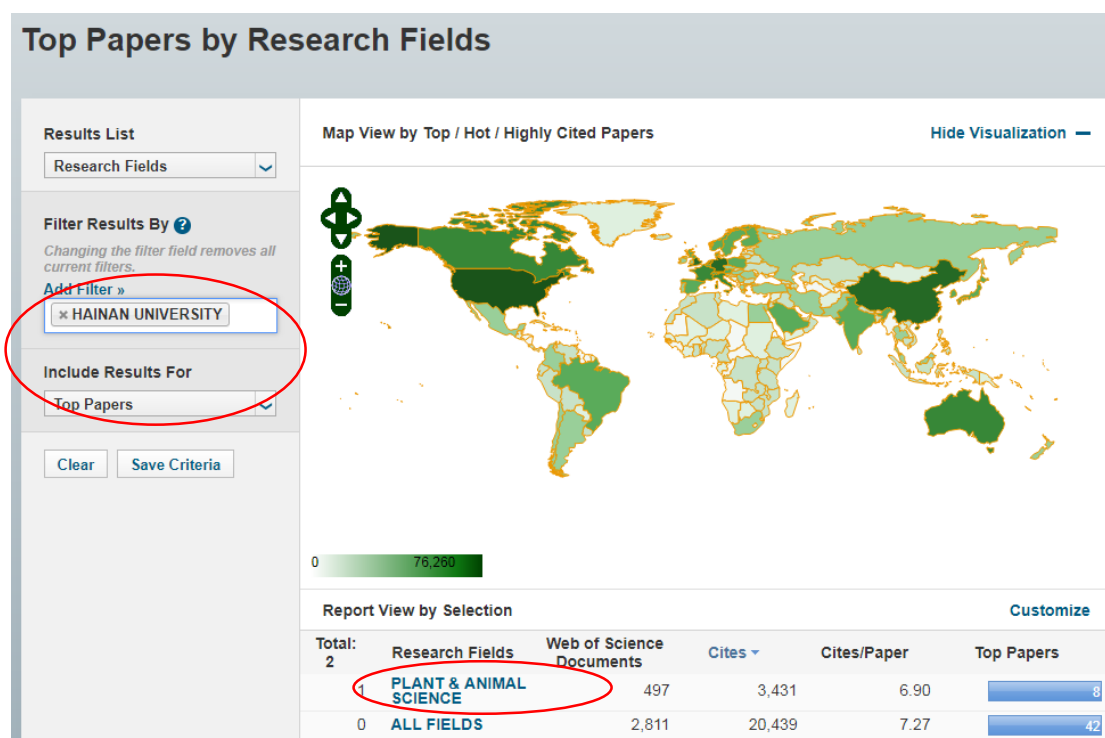 Top Papers by Research Fields
Results List
Research Fields
Filter Results By ?
Changing the filter field removes all
current filters.
Add Filter »
× HAINAN UNIVERSITY
Include Results For
Top Papers
Clear Save Criteria
Map View by Top / Hot / Highly Cited Papers Hide Visualization −
+
−
0 76,260
Report View by Selection Customize
Total:
2 Research Fields Web of Science
Documents Cites Cites/Paper Top Papers
1 PLANT & ANIMAL
SCIENCE 497 3,431 6.90 8
0 ALL FIELDS 2,811 20,439 7.27 42